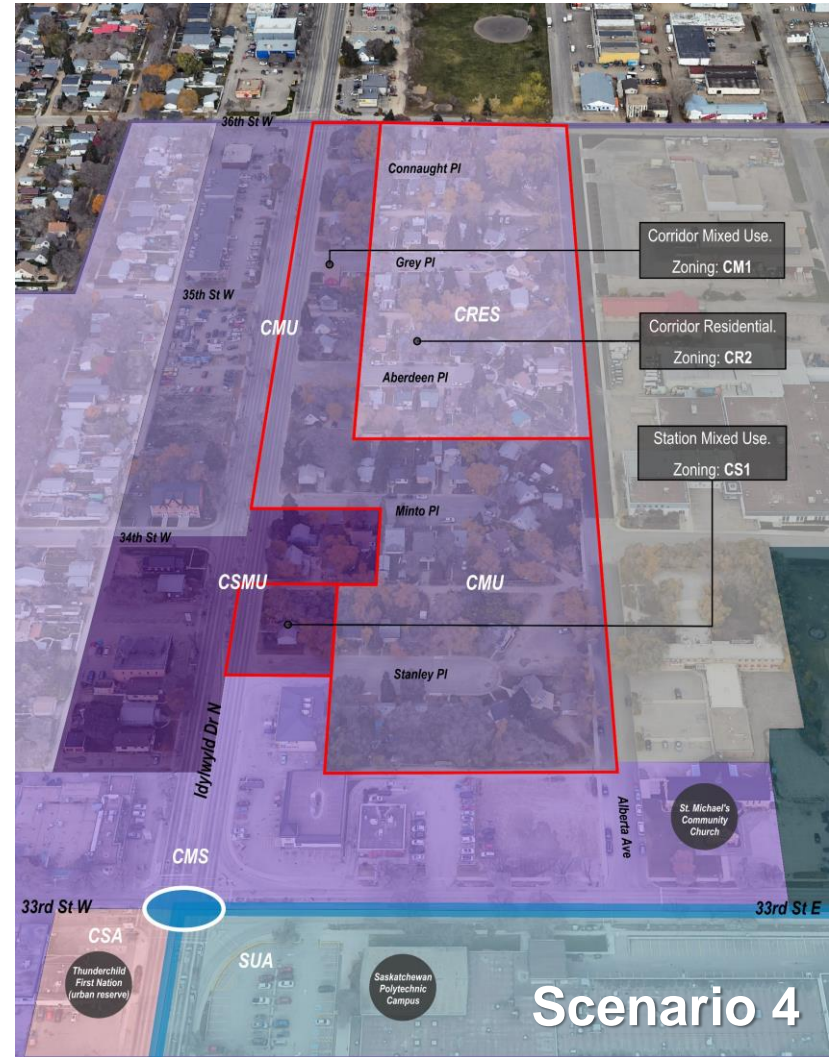 36th St W
Connaught Pl
Corridor Mixed Use.
Zoning: CM1
Grey Pl
35th St W
CMU
CRES
Corridor Residential.
Zoning: CR2
Aberdeen Pl
Station Mixed Use.
Zoning: CS1
Minto Pl
34th St W
CSMU
CMU
Stanley Pl
Idylwyld Dr N
Alberta Ave
St. Michael's
Community
Church
CMS
33rd St W
33rd St E
CSA
SUA
Thunderchild
First Nation
(urban reserve)
Saskatchewan
Polytechnic
Campus
Scenario 4